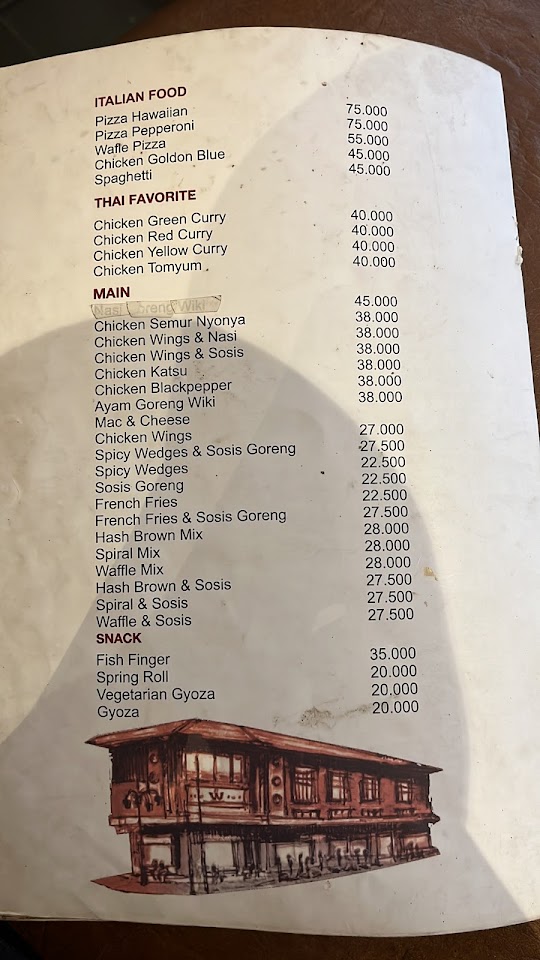 ITALIAN FOOD
Pizza Hawaiian 75.000
Pizza Pepperoni 75.000
Wafle Pizza 55.000
Chicken Goldon Blue 45.000
Spaghetti 45.000
THAI FAVORITE
Chicken Green Curry 40.000
Chicken Red Curry 40.000
Chicken Yellow Curry 40.000
Chicken Tomyum 40.000
MAIN
Nasi Goreng Wiki 45.000
Chicken Semur Nyonya 38.000
Chicken Wings & Nasi 38.000
Chicken Wings & Sosis 38.000
Chicken Katsu 38.000
Chicken Blackpepper 38.000
Ayam Goreng Wiki 38.000
Mac & Cheese
Chicken Wings 27.000
Spicy Wedges & Sosis Goreng 27.500
Spicy Wedges 22.500
Sosis Goreng 22.500
French Fries 22.500
French Fries & Sosis Goreng 27.500
Hash Brown Mix 28.000
Spiral Mix 28.000
Waffle Mix 28.000
Hash Brown & Sosis 27.500
Spiral & Sosis 27.500
Waffle & Sosis 27.500
SNACK
Fish Finger 35.000
Spring Roll 20.000
Vegetarian Gyoza 20.000
Gyoza 20.000
W